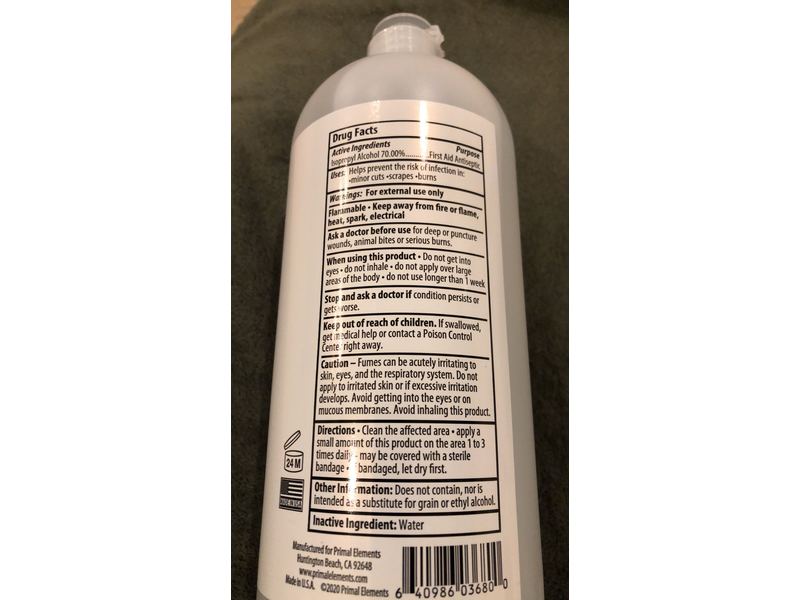 Drug Facts
Active Ingredients Purpose
Isopropyl Alcohol 70.00%..........First Aid Antiseptic
Uses: Helps prevent the risk of infection in:
•minor cuts •scrapes •burns
Warnings: For external use only
Flammable • Keep away from fire or flame,
heat, spark, electrical
Ask a doctor before use for deep or puncture
wounds, animal bites or serious burns.
When using this product • Do not get into
eyes • do not inhale • do not apply over large
areas of the body • do not use longer than 1 week
Stop and ask a doctor if condition persists or
gets worse.
Keep out of reach of children. If swallowed,
get medical help or contact a Poison Control
Center right away.
Caution – Fumes can be acutely irritating to
skin, eyes, and the respiratory system. Do not
apply to irritated skin or if excessive irritation
develops. Avoid getting into the eyes or on
mucous membranes. Avoid inhaling this product.
Directions • Clean the affected area • apply a
small amount of this product on the area 1 to 3
times daily • may be covered with a sterile
bandage • if bandaged, let dry first.
24 M
Other Information: Does not contain, nor is
intended as a substitute for grain or ethyl alcohol.
Inactive Ingredient: Water
Manufactured for Primal Elements
Huntington Beach, CA 92648
www.primalelements.com
Made in U.S.A. ©2020 Primal Elements
6 40986 03680 0